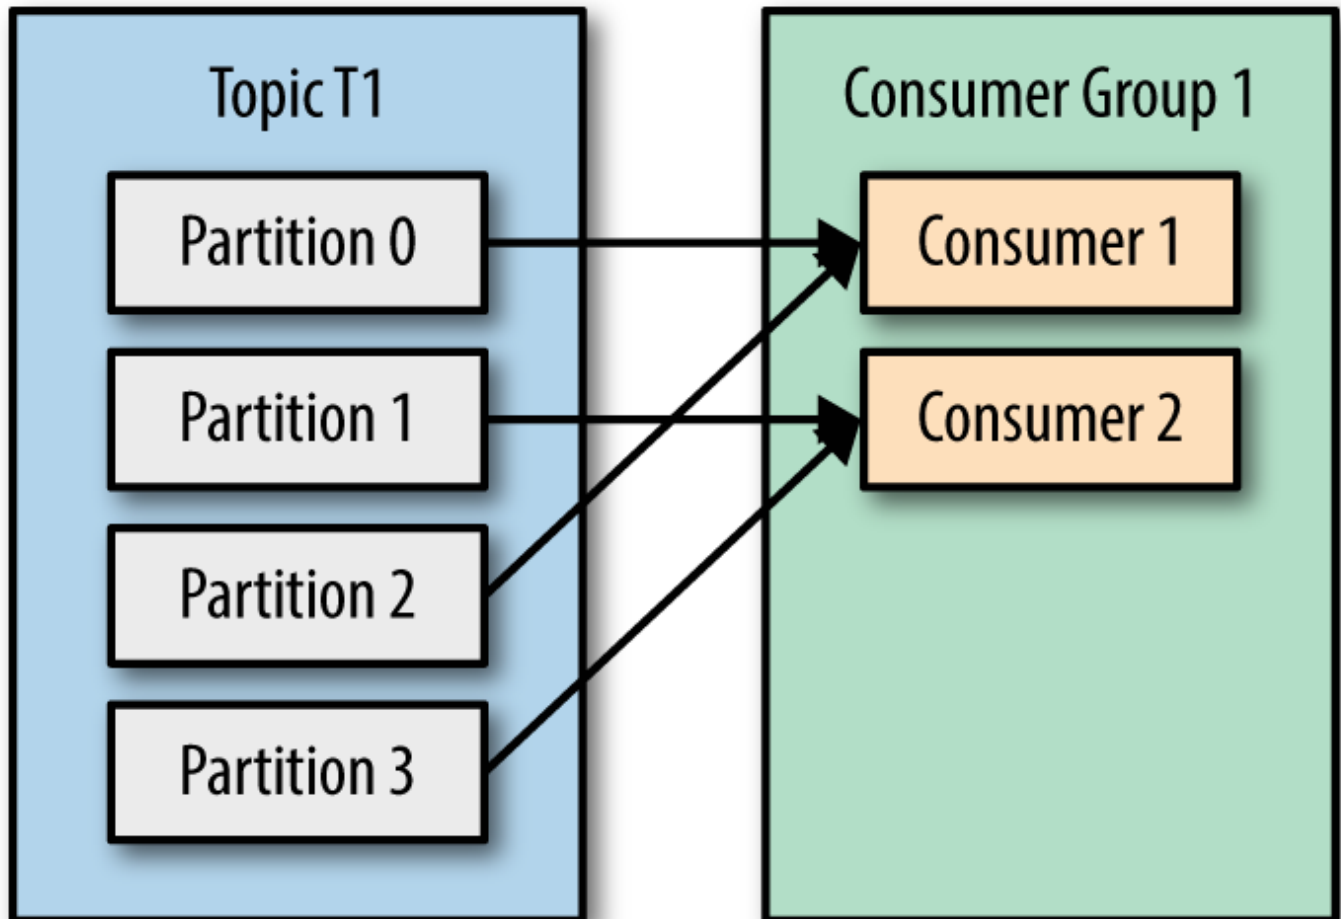 Topic T1
Partition 0
Partition 1
Partition 2
Partition 3
Consumer Group 1
Consumer 1
Consumer 2